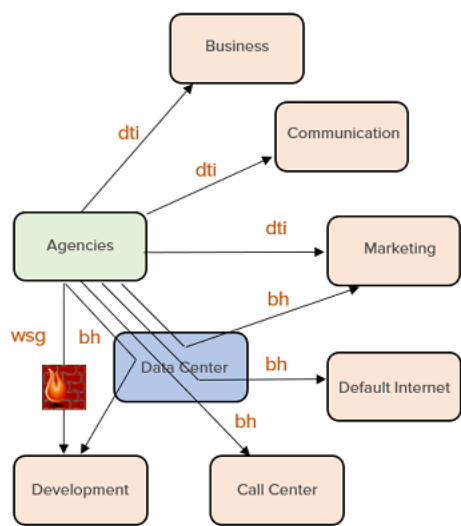 Business
dti
Communication
dti
Agencies
dti
Marketing
bh
wsg
bh
Data Center
bh
Default Internet
bh
Development
Call Center